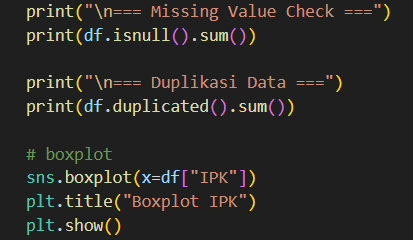 print("\n=== Missing Value Check ===")
print(df.isnull().sum())
print("\n=== Duplikasi Data ===")
print(df.duplicated().sum())
# boxplot
sns.boxplot(x=df["IPK"])
plt.title("Boxplot IPK")
plt.show()